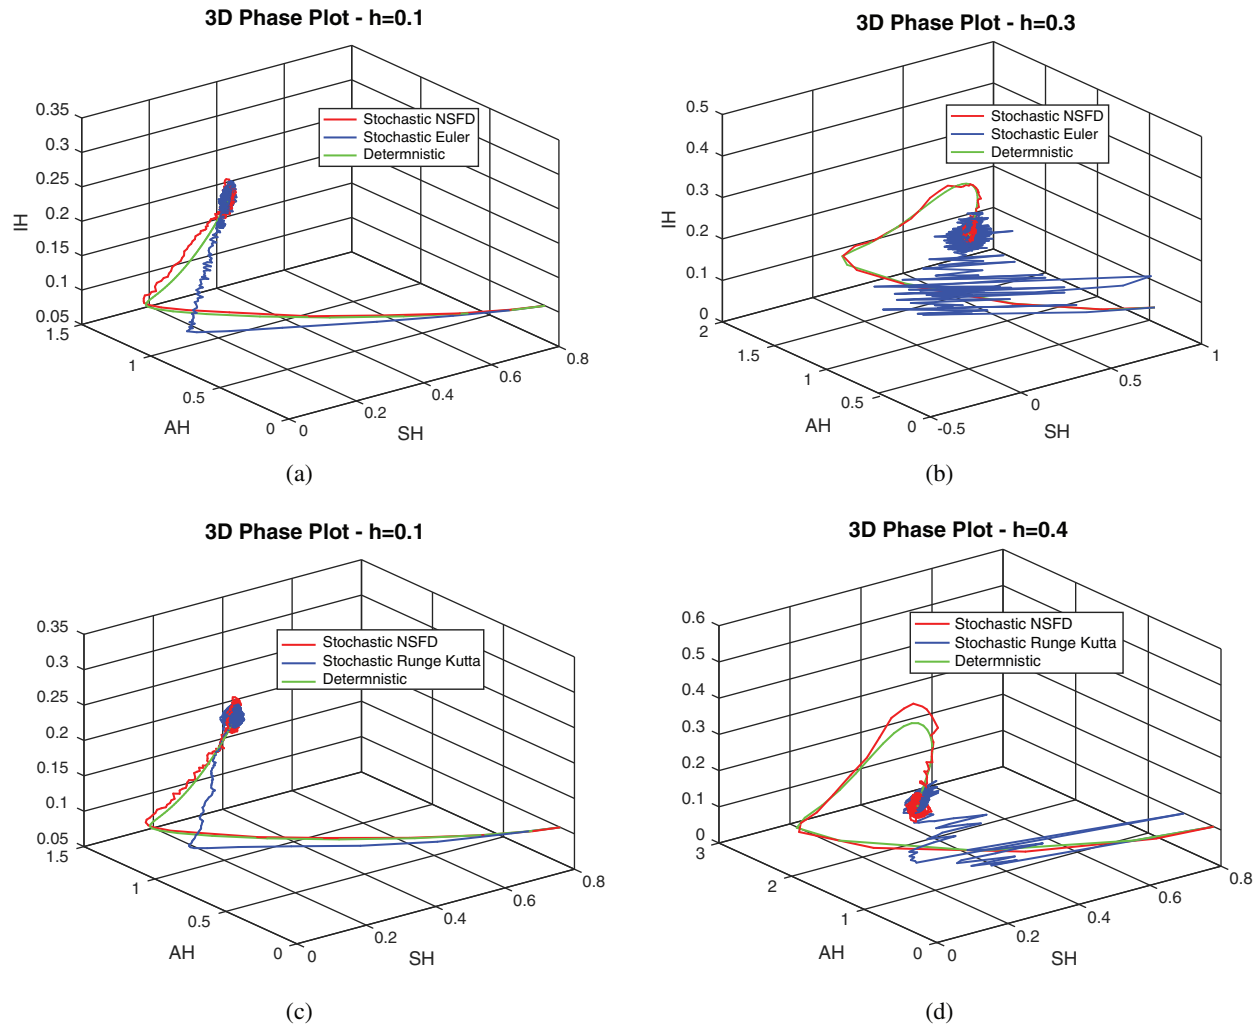 3D Phase Plot - h=0.1
0.35
0.3
0.25
0.2
0.15
0.1
0.05
IH
1.5
1
0.5
0
AH
0
0.2
0.4
0.6
0.8
SH
Stochastic NSFD
Stochastic Euler
Determnistic
(a)
3D Phase Plot - h=0.3
0.5
0.4
0.3
0.2
0.1
0
IH
2
1.5
1
0.5
0
AH
-0.5
0
0.5
1
SH
Stochastic NSFD
Stochastic Euler
Determnistic
(b)
3D Phase Plot - h=0.1
0.35
0.3
0.25
0.2
0.15
0.1
0.05
1.5
1
0.5
0
AH
0
0.2
0.4
0.6
0.8
SH
Stochastic NSFD
Stochastic Runge Kutta
Determnistic
(c)
3D Phase Plot - h=0.4
0.6
0.5
0.4
0.3
0.2
0.1
0
3
2
1
0
AH
0
0.2
0.4
0.6
0.8
SH
Stochastic NSFD
Stochastic Runge Kutta
Determnistic
(d)